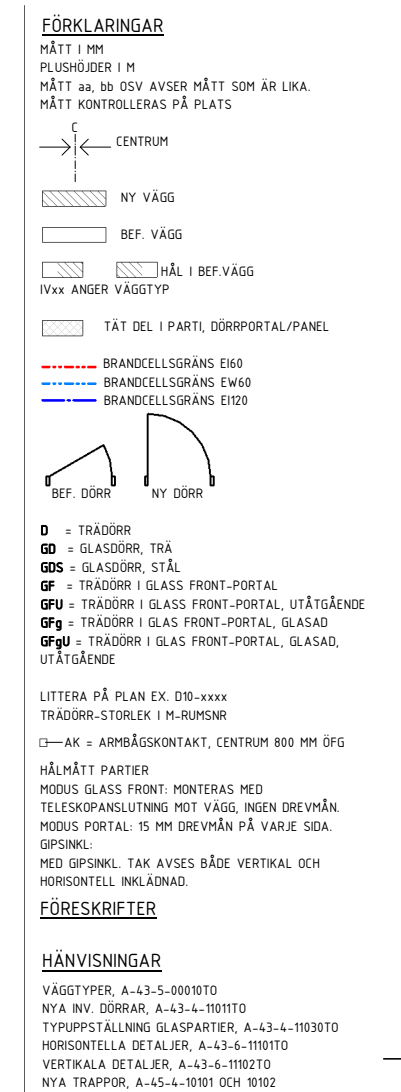 FÖRKLARINGAR
MÅTT I MM
PLUSHÖJDER I M
MÅTT aa, bb OSV AVSER MÅTT SOM ÄR LIKA.
MÅTT KONTROLLERAS PÅ PLATS
C
CENTRUM
NY VÄGG
BEF. VÄGG
HÅL I BEF.VÄGG
IVxx ANGER VÄGGTYP
TÄT DEL I PARTI, DÖRRPORTAL/PANEL
BRANDCELLSGRÄNS EI60
BRANDCELLSGRÄNS EW60
BRANDCELLSGRÄNS EI120
BEF. DÖRR NY DÖRR
D = TRÄDÖRR
GD = GLASDÖRR, TRÄ
GDS = GLASDÖRR, STÅL
GF = TRÄDÖRR I GLASS FRONT-PORTAL
GFU = TRÄDÖRR I GLASS FRONT-PORTAL, UTÅTGÅENDE
GFg = TRÄDÖRR I GLAS FRONT-PORTAL, GLASAD
GFgU = TRÄDÖRR I GLAS FRONT-PORTAL, GLASAD,
UTÅTGÅENDE
LITTERA PÅ PLAN EX. D10-xxxx
TRÄDÖRR-STORLEK I M-RUMSNR
AK = ARMBÅGSKONTAKT, CENTRUM 800 MM ÖFG
HÅLMÅTT PARTIER
MODUS GLASS FRONT: MONTERAS MED
TELESKOPANSLUTNING MOT VÄGG, INGEN DREVMÅN.
MODUS PORTAL: 15 MM DREVMÅN PÅ VARJE SIDA.
GIPSINKL:
MED GIPSINKL. TAK AVSES BÅDE VERTIKAL OCH
HORISONTELL INKLÄDNAD.
FÖRESKRIFTER
HÄNVISNINGAR
VÄGGTYPER, A-43-5-00010TO
NYA INV. DÖRRAR, A-43-4-11011TO
TYPUPPSTÄLLNING GLASPARTIER, A-43-4-11030TO
HORISONTELLA DETALJER, A-43-6-11101TO
VERTIKALA DETALJER, A-43-6-11102TO
NYA TRAPPOR, A-45-4-10101 OCH 10102